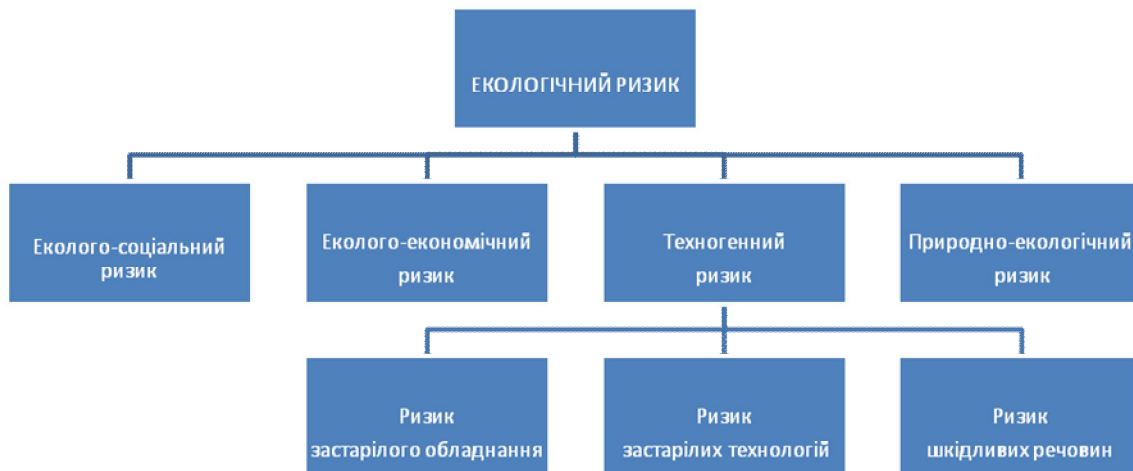 ЕКОЛОГІЧНИЙ РИЗИК
Еколого-соціальний
ризик
Еколого-економічний
ризик
Техногенний
ризик
Природно-екологічний
ризик
Ризик
застарілого обладнання
Ризик
застарілих технологій
Ризик
шкідливих речовин